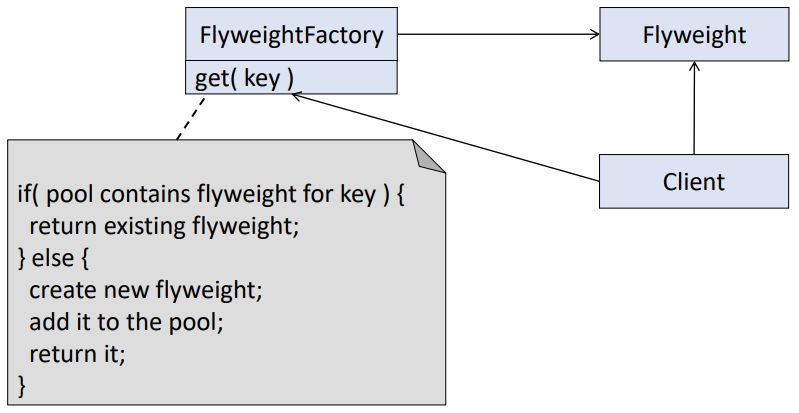 FlyweightFactory
get( key )
Flyweight
Client
if( pool contains flyweight for key ) {
return existing flyweight;
} else {
create new flyweight;
add it to the pool;
return it;
}